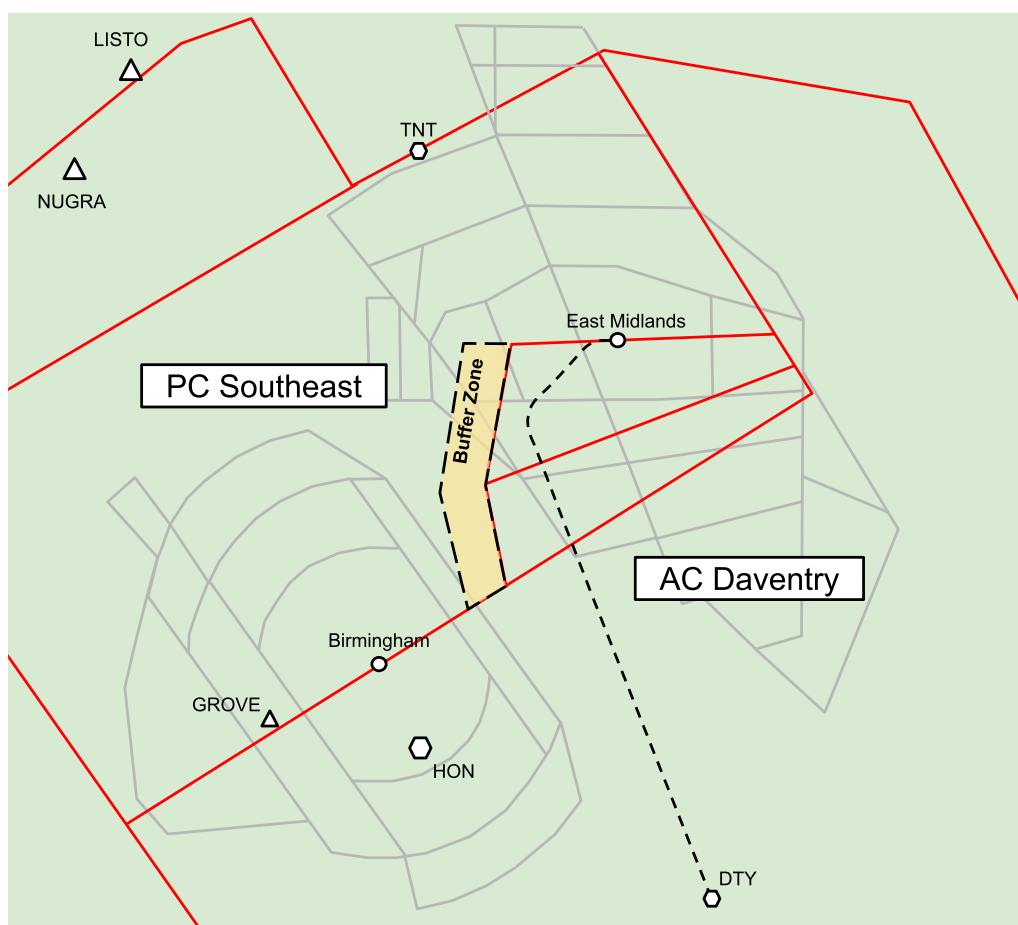 LISTO
TNT
NUGRA
East Midlands
PC Southeast
Buffer Zone
AC Daventry
Birmingham
GROVE
HON
DTY